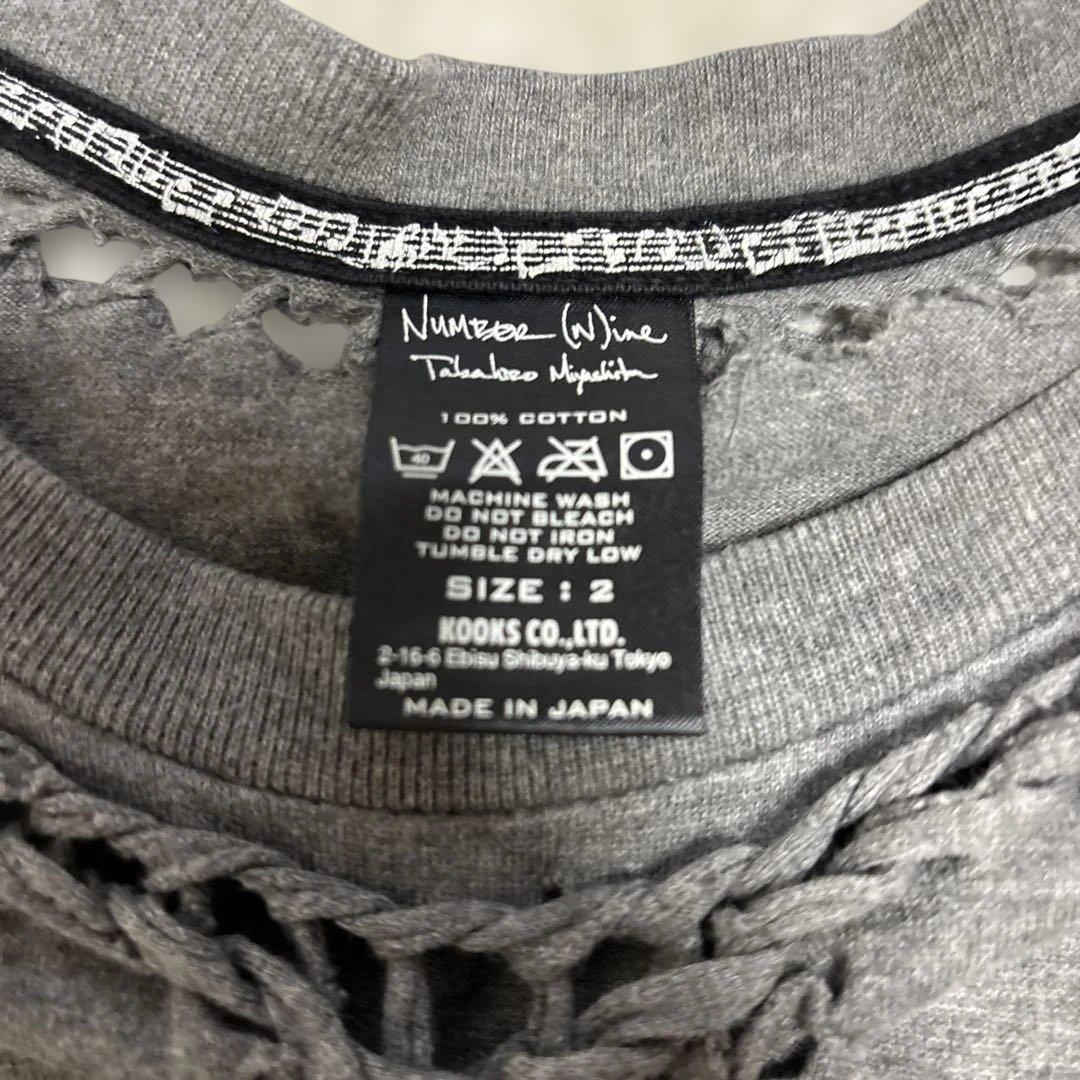 NUMBER (N)ine
Takahiro Miyashita
100% COTTON
40
MACHINE WASH
DO NOT BLEACH
DO NOT IRON
TUMBLE DRY LOW
SIZE : 2
KOOKS CO.,LTD.
2-16-6 Ebisu Shibuya-ku Tokyo
Japan
MADE IN JAPAN